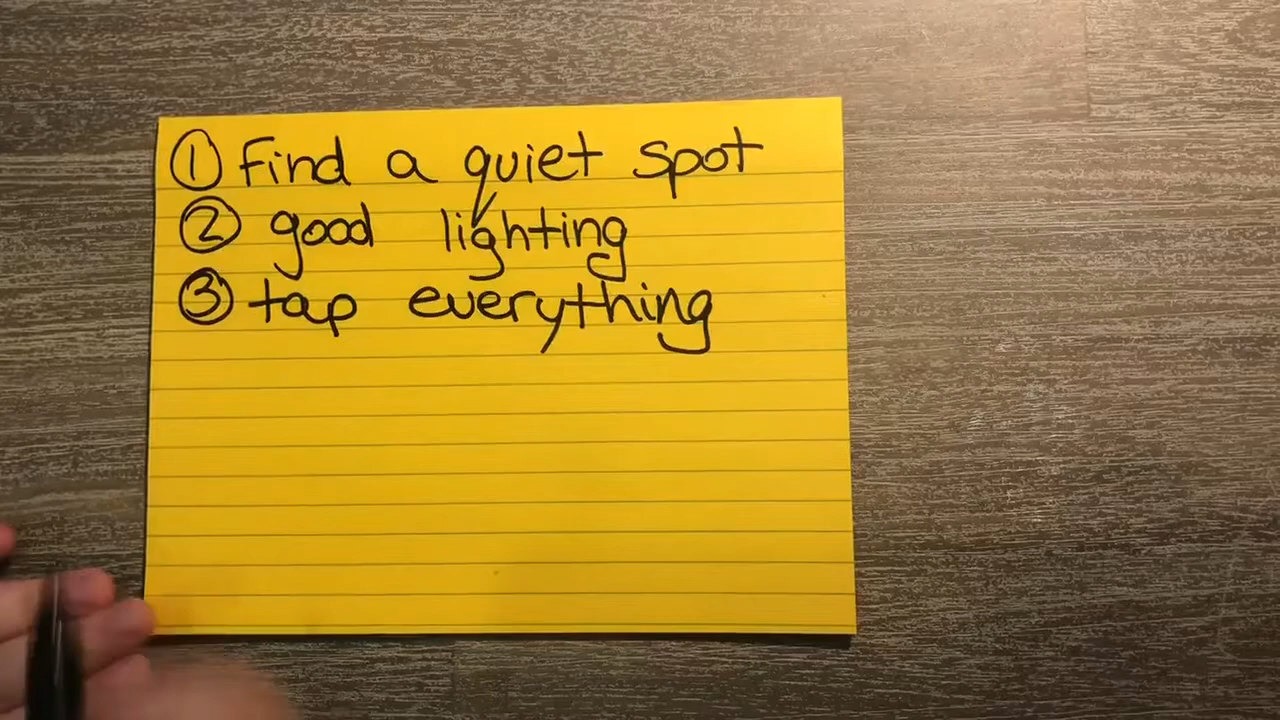 ① Find a quiet spot
② good lighting
③ tap everything